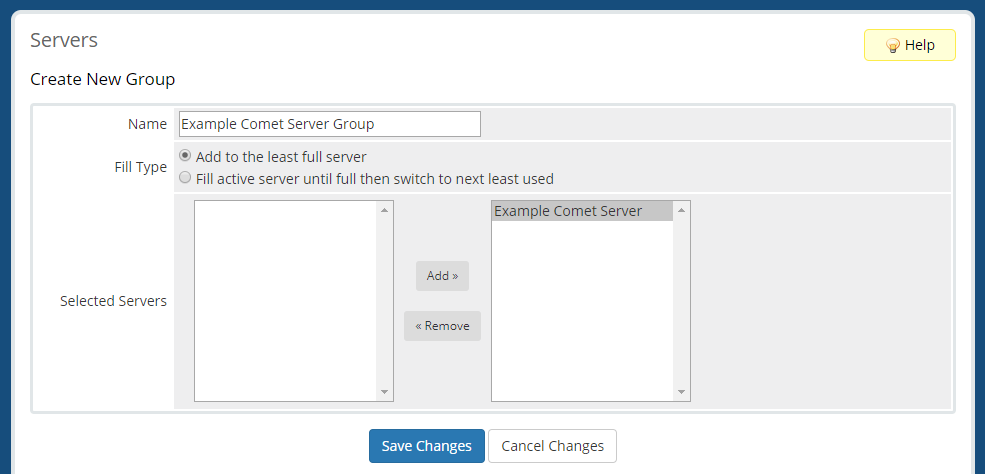 Servers
Help
Create New Group
Name
Example Comet Server Group
Fill Type
Add to the least full server
Fill active server until full then switch to next least used
Selected Servers
Example Comet Server
Add »
« Remove
Save Changes
Cancel Changes